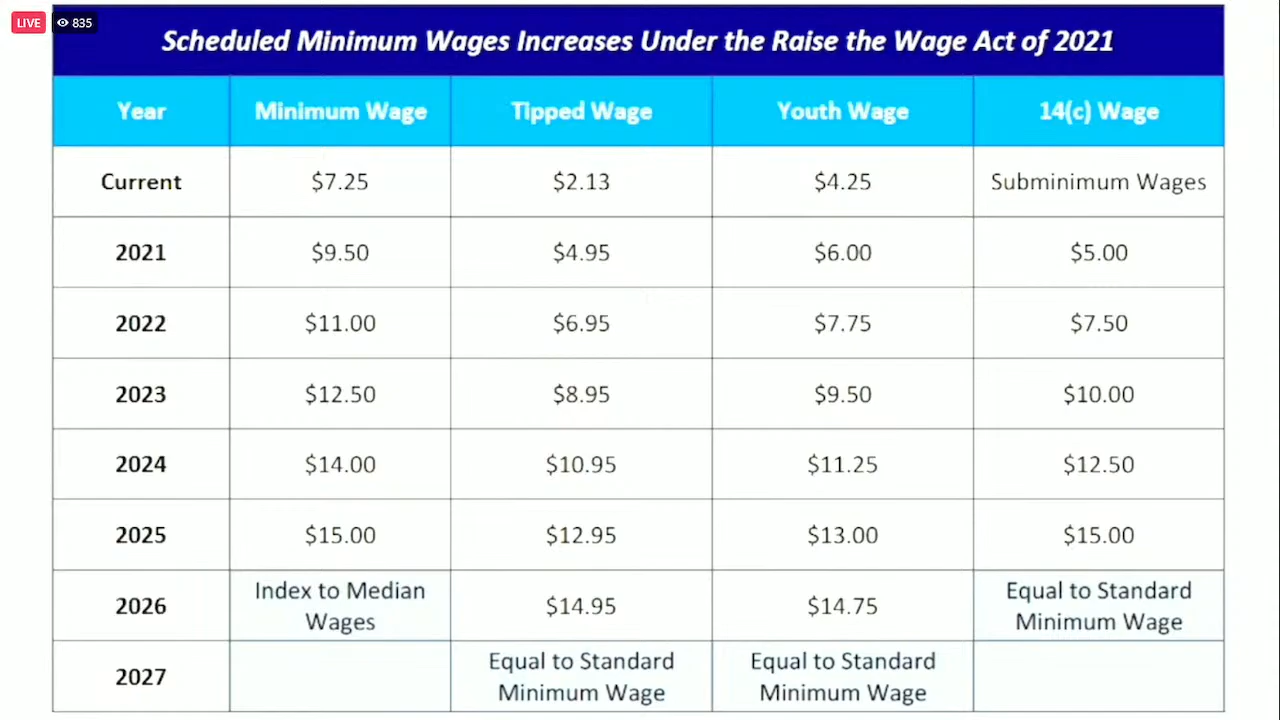 LIVE 835
Scheduled Minimum Wages Increases Under the Raise the Wage Act of 2021
Year Minimum Wage Tipped Wage Youth Wage 14(c) Wage
Current $7.25 $2.13 $4.25 Subminimum Wages
2021 $9.50 $4.95 $6.00 $5.00
2022 $11.00 $6.95 $7.75 $7.50
2023 $12.50 $8.95 $9.50 $10.00
2024 $14.00 $10.95 $11.25 $12.50
2025 $15.00 $12.95 $13.00 $15.00
2026 Index to Median Wages $14.95 $14.75 Equal to Standard Minimum Wage
2027 Equal to Standard Minimum Wage Equal to Standard Minimum Wage